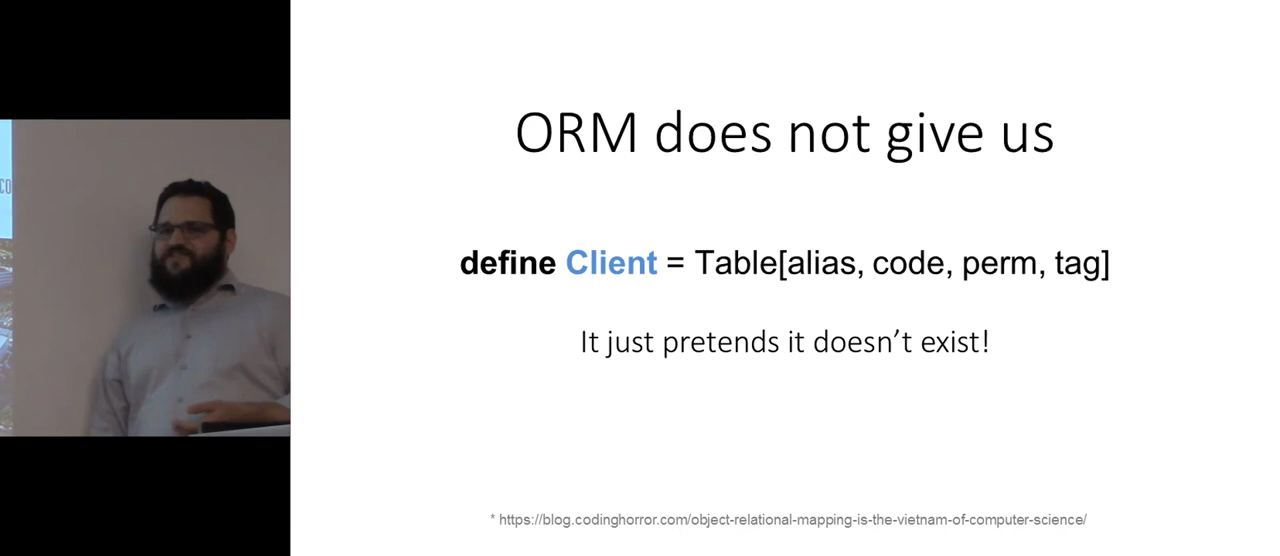 ORM does not give us
define Client = Table[alias, code, perm, tag]
It just pretends it doesn’t exist!
* https://blog.codinghorror.com/object-relational-mapping-is-the-vietnam-of-computer-science/